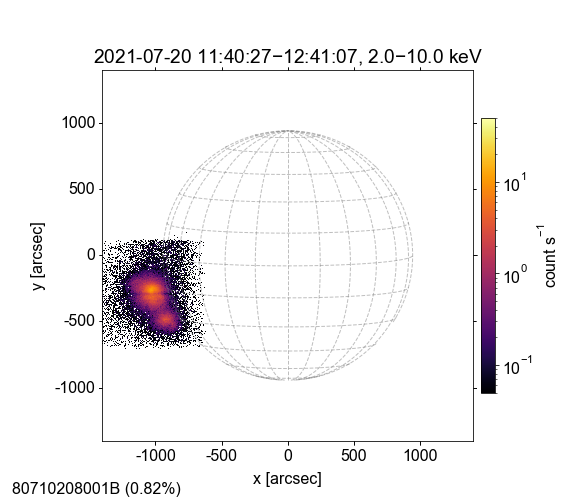 2021-07-20 11:40:27−12:41:07, 2.0−10.0 keV
1000
500
0
-500
-1000
y [arcsec]
-1000 -500 0 500 1000
x [arcsec]
10¹
10⁰
10⁻¹
count s⁻¹
80710208001B (0.82%)